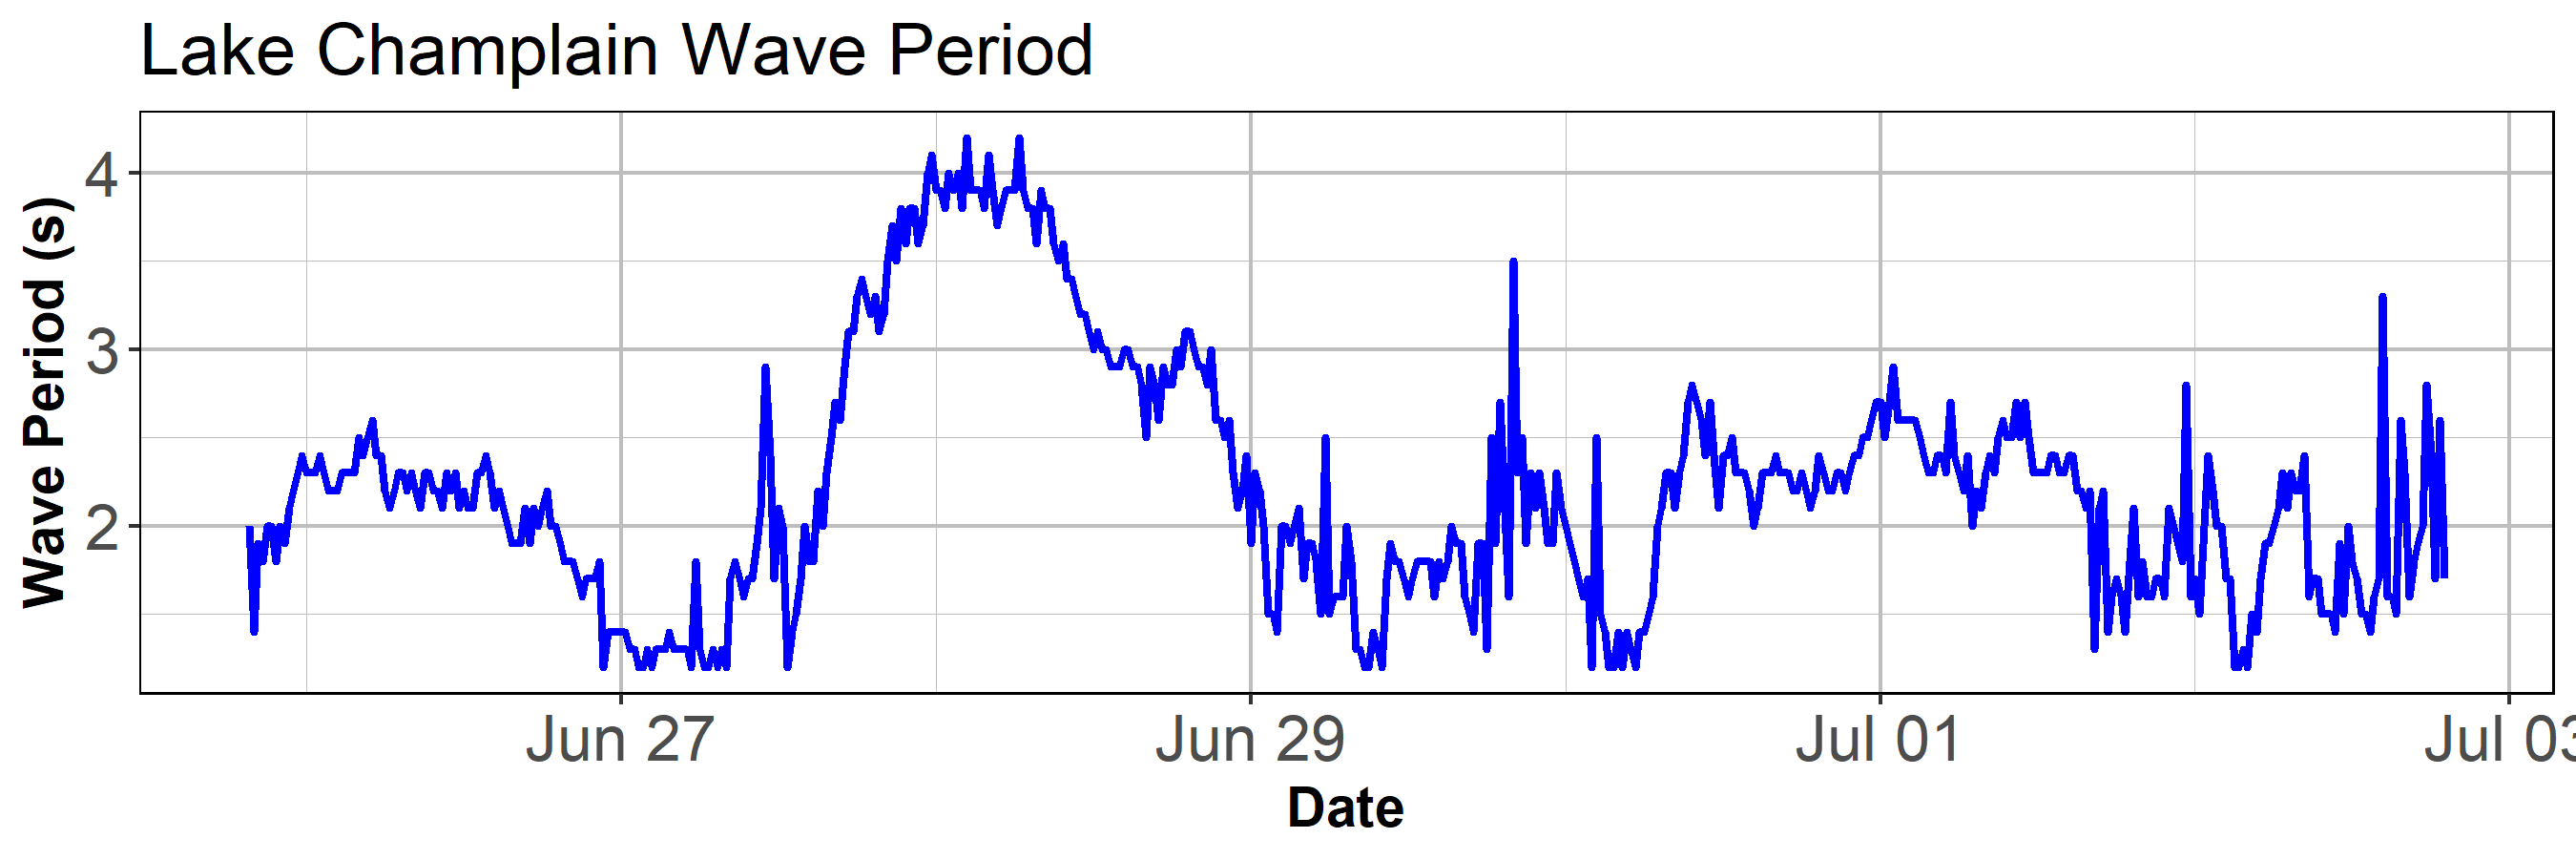 Lake Champlain Wave Period
Wave Period (s)
4
3
2
Jun 27 Jun 29 Jul 01 Jul 03
Date